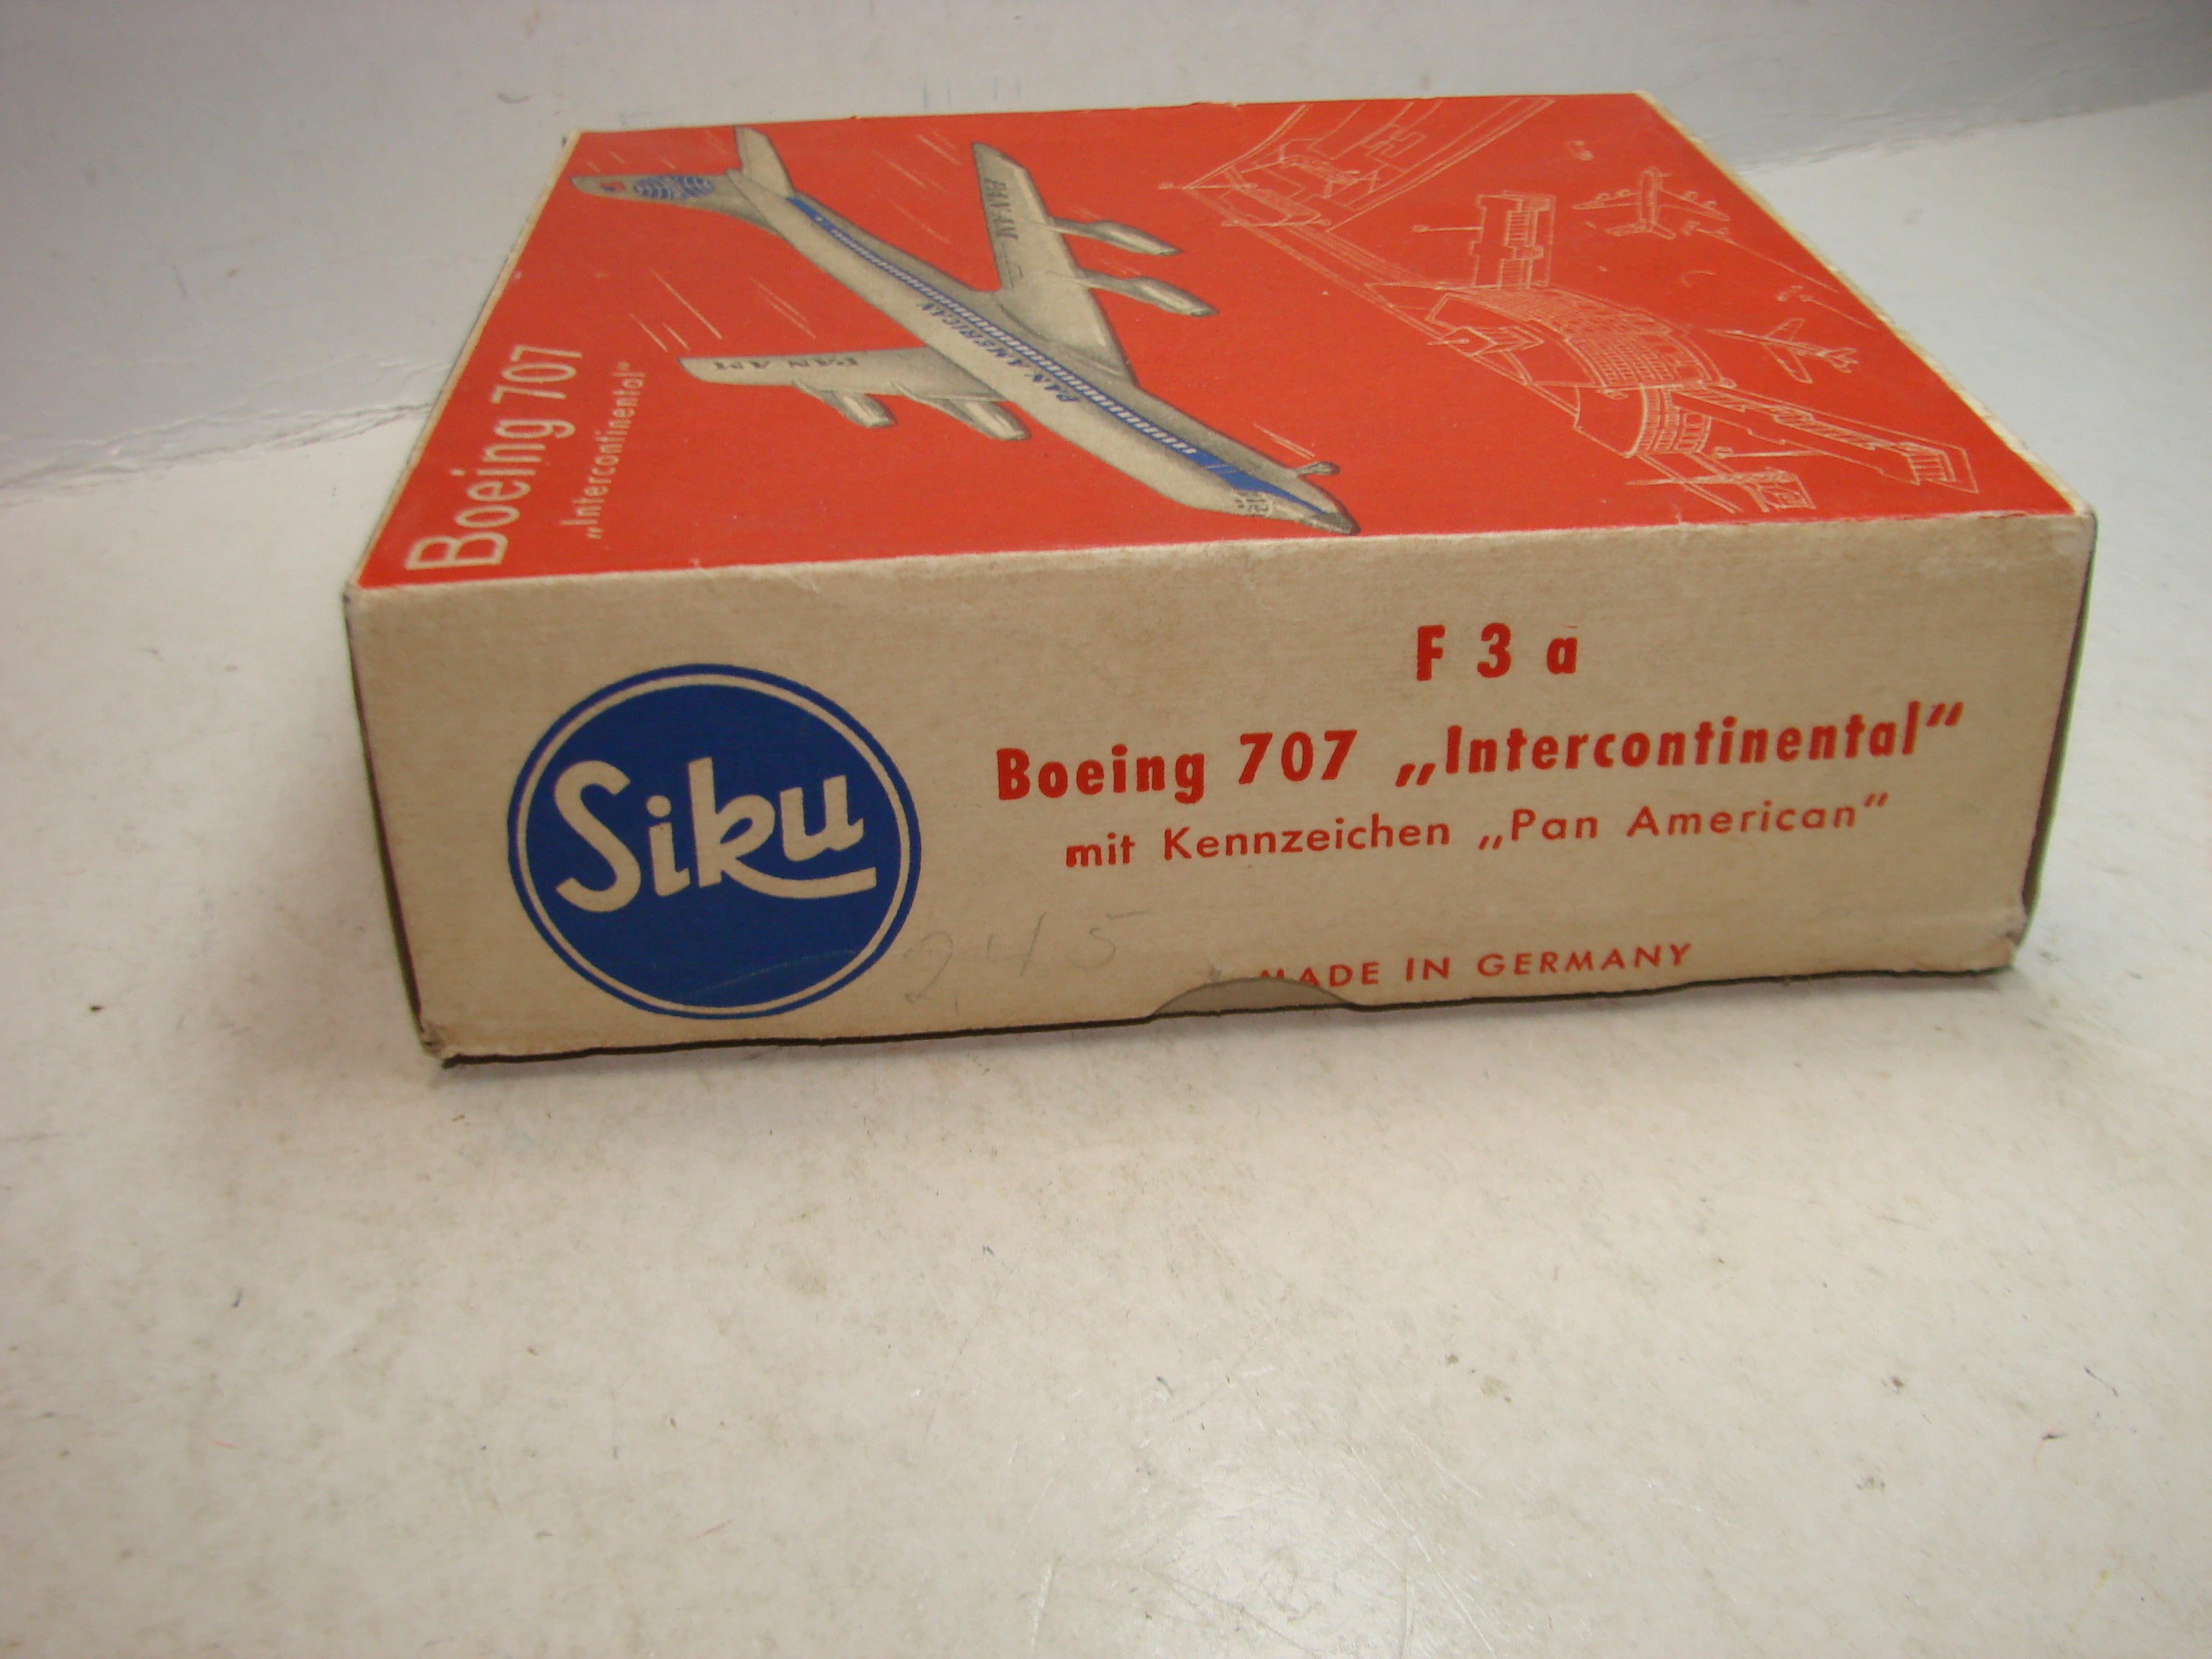 Boeing 707
„Intercontinental“
PAN AM
PAN AMERICAN
PAN AM
Siku
F 3 a
Boeing 707 „Intercontinental“
mit Kennzeichen „Pan American“
2,45
MADE IN GERMANY